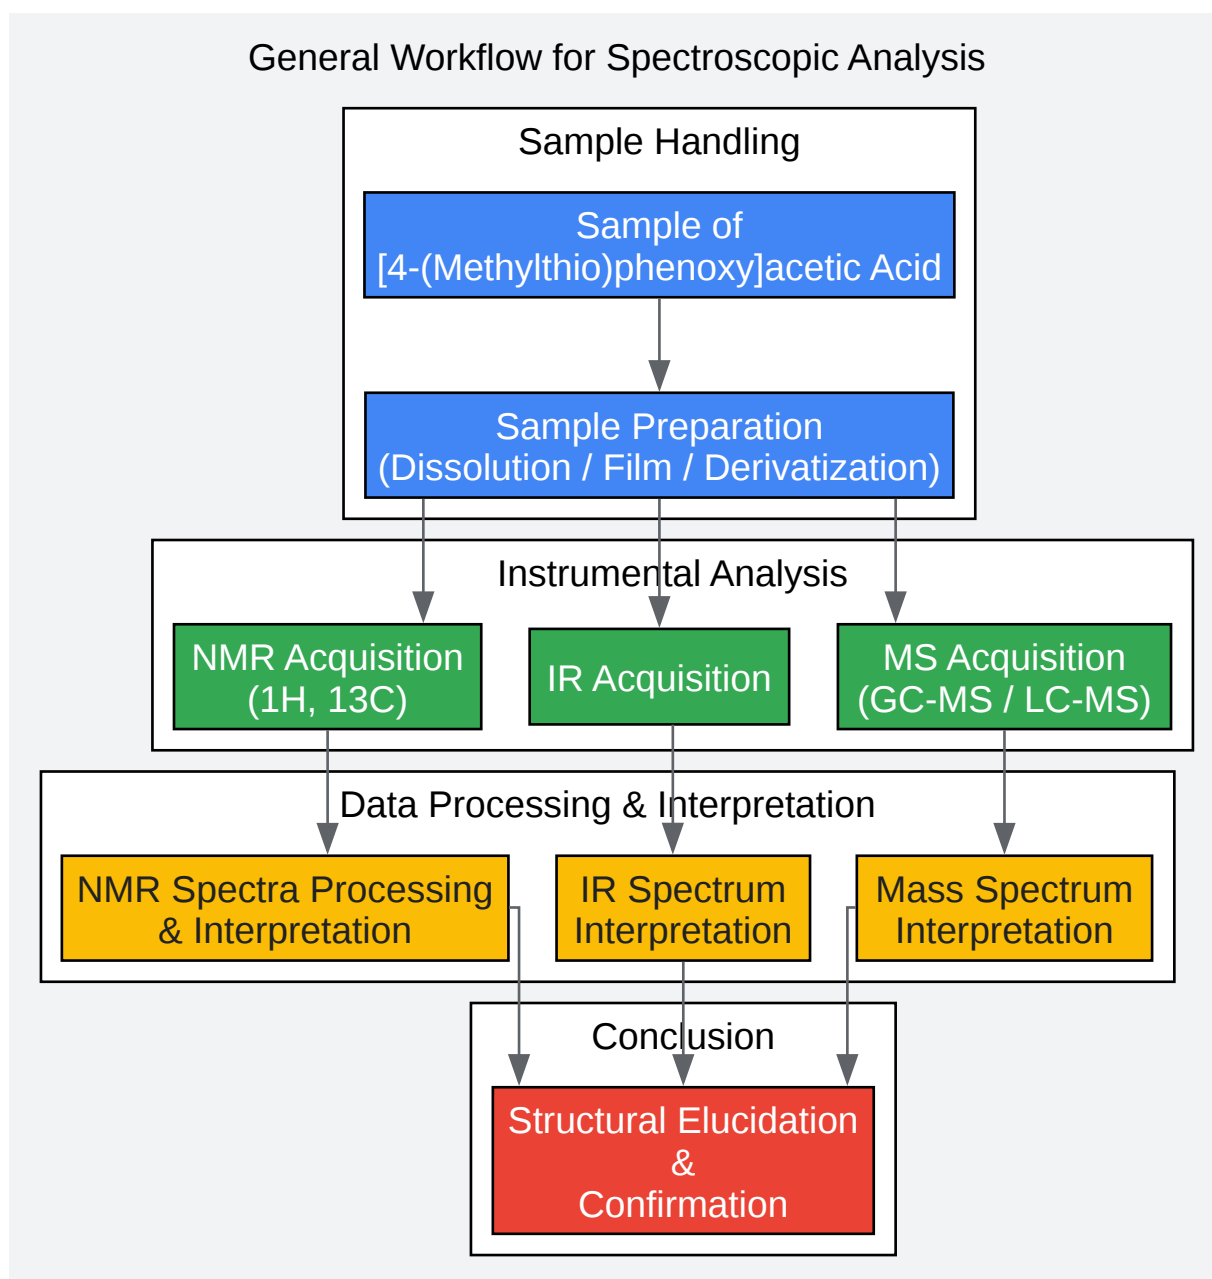 General Workflow for Spectroscopic Analysis
Sample Handling
Sample of
[4-(Methylthio)phenoxy]acetic Acid
Sample Preparation
(Dissolution / Film / Derivatization)
Instrumental Analysis
NMR Acquisition
(1H, 13C)
IR Acquisition
MS Acquisition
(GC-MS / LC-MS)
Data Processing & Interpretation
NMR Spectra Processing
& Interpretation
IR Spectrum
Interpretation
Mass Spectrum
Interpretation
Conclusion
Structural Elucidation
&
Confirmation